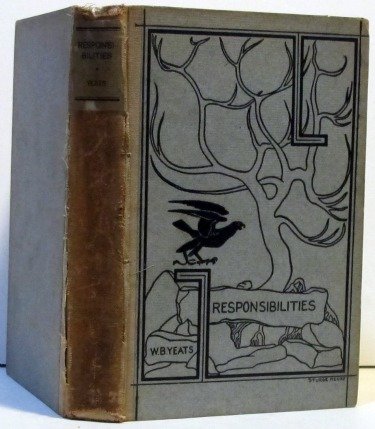 RESPONSI-
BILITIES
YEATS
RESPONSIBILITIES
W.B.YEATS